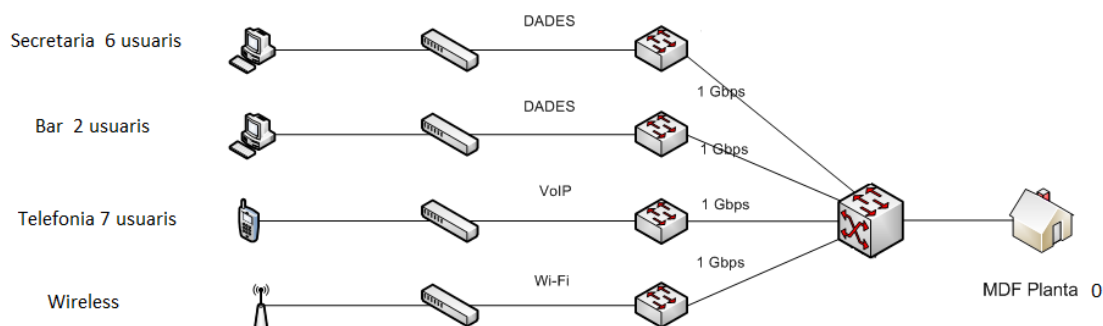 DADES
Secretaria 6 usuaris
1 Gbps
DADES
Bar 2 usuaris
1 Gbps
VoIP
Telefonia 7 usuaris
1 Gbps
1 Gbps
Wi-Fi
Wireless
MDF Planta 0